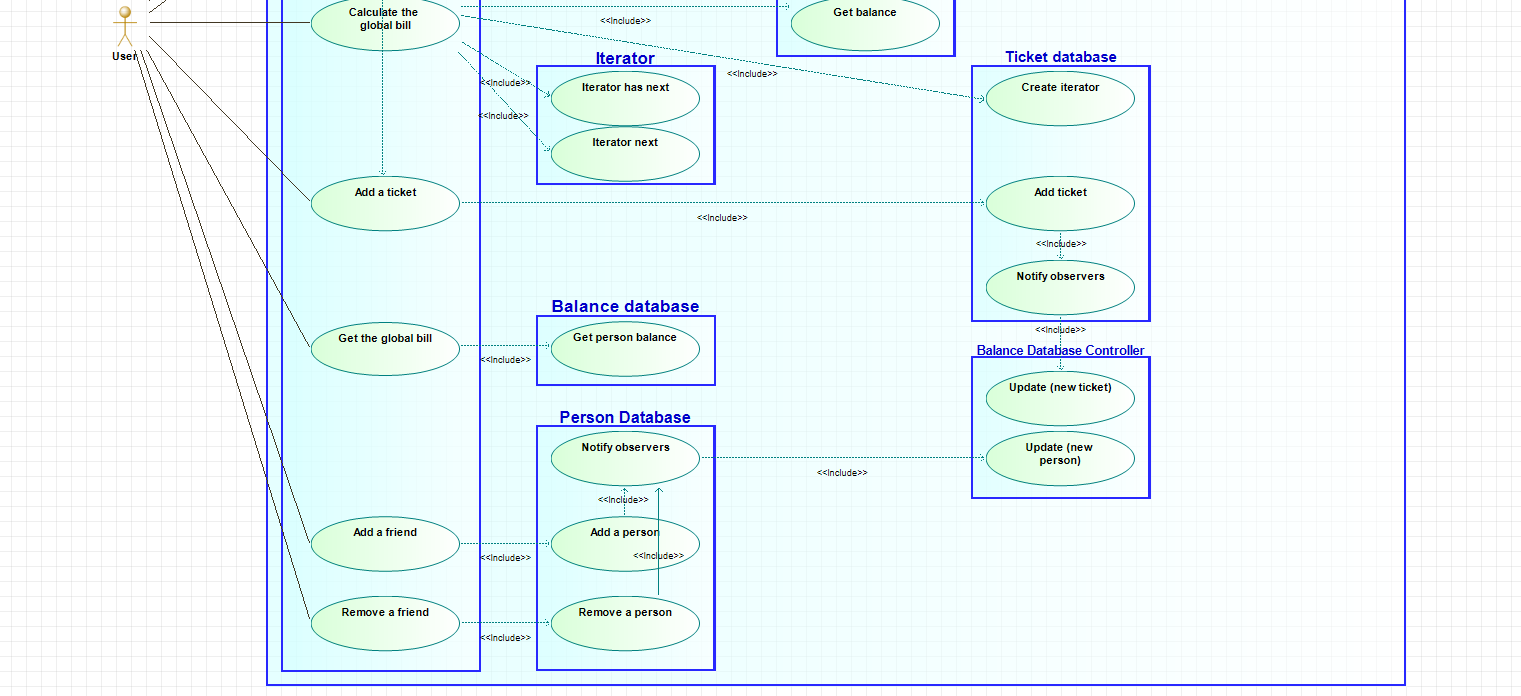 Calculate the
global bill
Get balance
<<Include>>
User
Iterator
Ticket database
<<Include>>
<<Include>>
Iterator has next
Create iterator
<<Include>>
Iterator next
Add a ticket
Add ticket
<<Include>>
<<Include>>
Notify observers
Balance database
<<Include>>
Get the global bill
Get person balance
Balance Database Controller
<<Include>>
Update (new ticket)
Person Database
Notify observers
Update (new
person)
<<Include>>
<<Include>>
Add a friend
Add a person
<<Include>>
<<Include>>
Remove a friend
Remove a person
<<Include>>